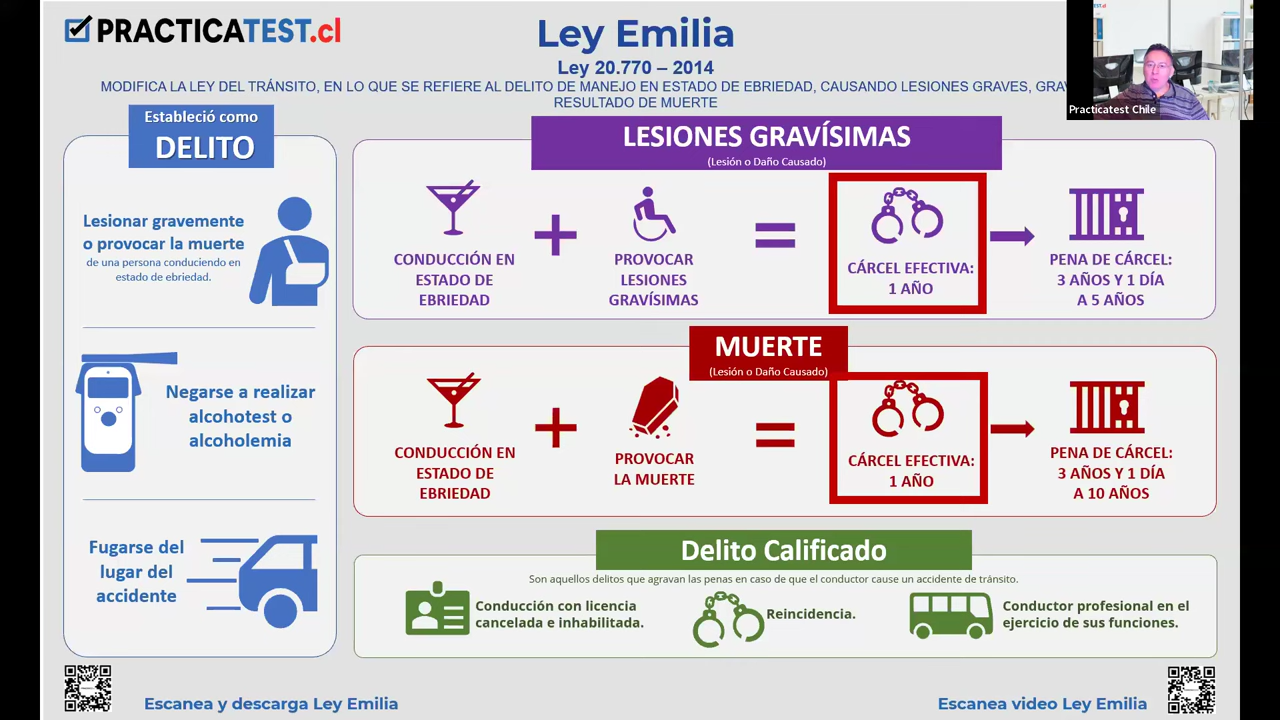 PRACTICATEST.cl
Ley Emilia
Ley 20.770 – 2014
MODIFICA LA LEY DEL TRÁNSITO, EN LO QUE SE REFIERE AL DELITO DE MANEJO EN ESTADO DE EBRIEDAD, CAUSANDO LESIONES GRAVES,
RESULTADO DE MUERTE
Practicatest Chile
Estableció como
DELITO
Lesionar gravemente
o provocar la muerte
de una persona conduciendo en
estado de ebriedad.
Negarse a realizar
alcohotest o
alcoholemia
Fugarse del
lugar del
accidente
LESIONES GRAVÍSIMAS
(Lesión o Daño Causado)
CONDUCCIÓN EN
ESTADO DE
EBRIEDAD
+
PROVOCAR
LESIONES
GRAVÍSIMAS
=
CÁRCEL EFECTIVA:
1 AÑO
PENA DE CÁRCEL:
3 AÑOS Y 1 DÍA
A 5 AÑOS
MUERTE
(Lesión o Daño Causado)
CONDUCCIÓN EN
ESTADO DE
EBRIEDAD
+
PROVOCAR
LA MUERTE
=
CÁRCEL EFECTIVA:
1 AÑO
PENA DE CÁRCEL:
3 AÑOS Y 1 DÍA
A 10 AÑOS
Delito Calificado
Son aquellos delitos que agravan las penas en caso de que el conductor cause un accidente de tránsito.
Conducción con licencia
cancelada e inhabilitada.
Reincidencia.
Conductor profesional en el
ejercicio de sus funciones.
Escanea y descarga Ley Emilia
Escanea video Ley Emilia